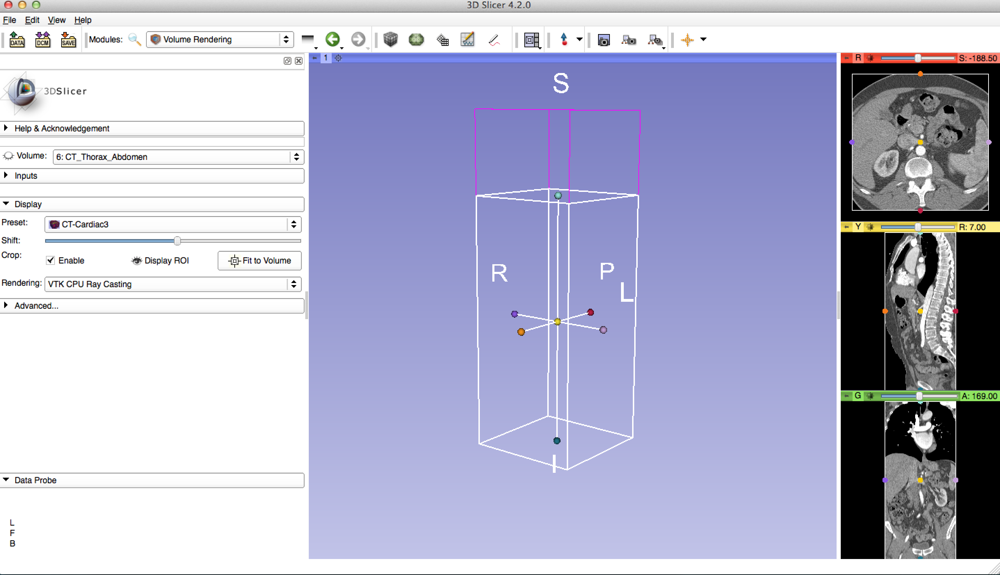 3D Slicer 4.2.0
File Edit View Help
DATA DCM SAVE Modules: Volume Rendering
3DSlicer
Help & Acknowledgement
Volume: 6: CT_Thorax_Abdomen
Inputs
Display
Preset: CT-Cardiac3
Shift:
Crop: Enable Display ROI Fit to Volume
Rendering: VTK CPU Ray Casting
Advanced...
Data Probe
L
F
B
1
S
R
P
L
I
R S: -188.50
Y R: 7.00
G A: 169.00